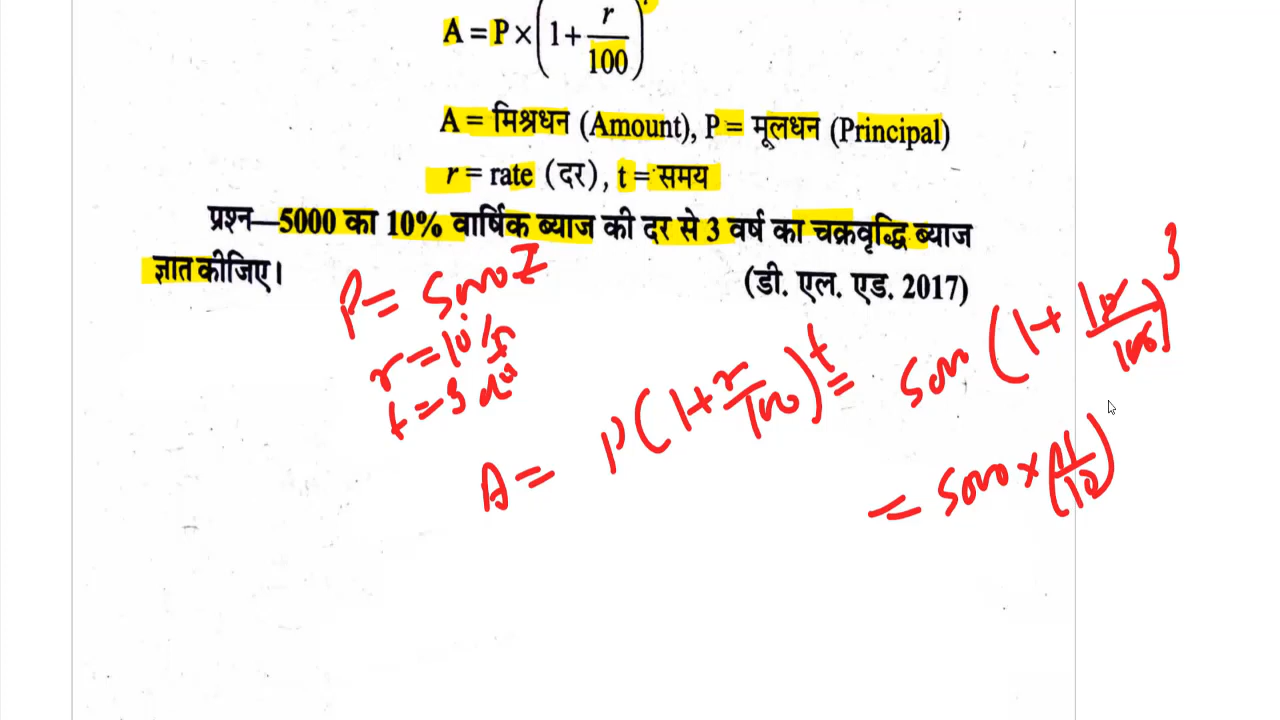 A = P × (1 + r/100)
A = मिश्रधन (Amount), P = मूलधन (Principal)
r = rate (दर), t = समय
प्रश्न—5000 का 10% वार्षिक ब्याज की दर से 3 वर्ष का चक्रवृद्धि ब्याज
ज्ञात कीजिए।
(डी. एल. एड. 2017)
P = 5000
r = 10%
t = 3
A = P(1 + r/100)^t = 5000 (1 + 10/100)^3
= 5000 × (11/10)